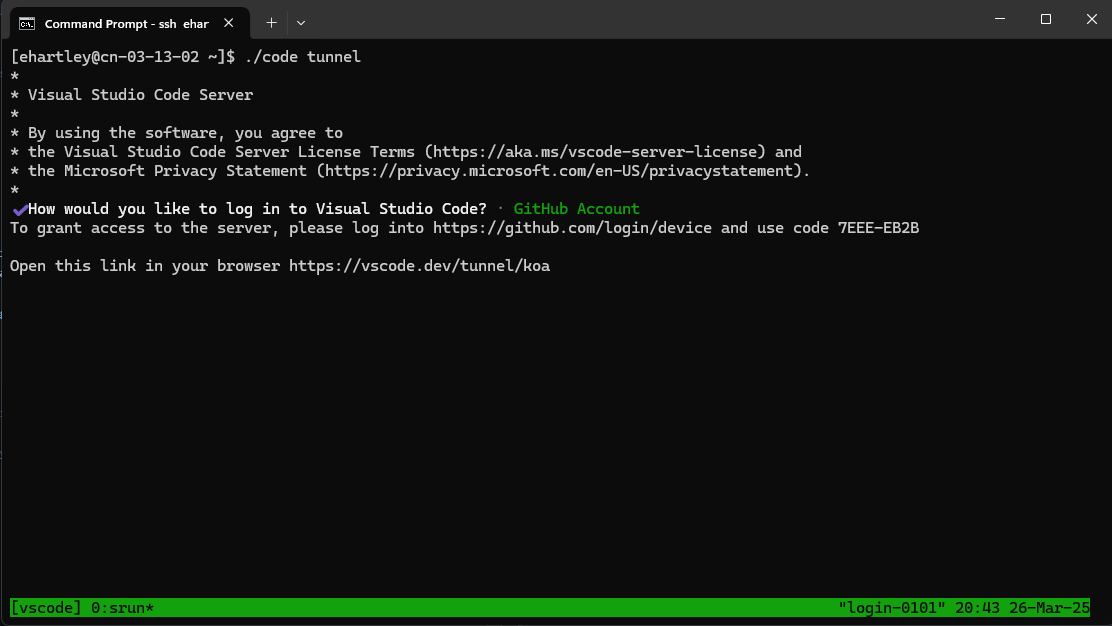 Command Prompt - ssh ehar
[ehartley@cn-03-13-02 ~]$ ./code tunnel
*
* Visual Studio Code Server
*
* By using the software, you agree to
* the Visual Studio Code Server License Terms (https://aka.ms/vscode-server-license) and
* the Microsoft Privacy Statement (https://privacy.microsoft.com/en-US/privacystatement).
*
✔How would you like to log in to Visual Studio Code? · GitHub Account
To grant access to the server, please log into https://github.com/login/device and use code 7EEE-EB2B
Open this link in your browser https://vscode.dev/tunnel/koa
[vscode] 0:srun* "login-0101" 20:43 26-Mar-25